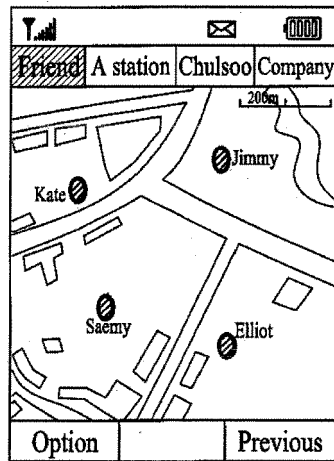 Friend A station Chulsoo Company
200m
Jimmy
Kate
Saemy
Elliot
Option Previous